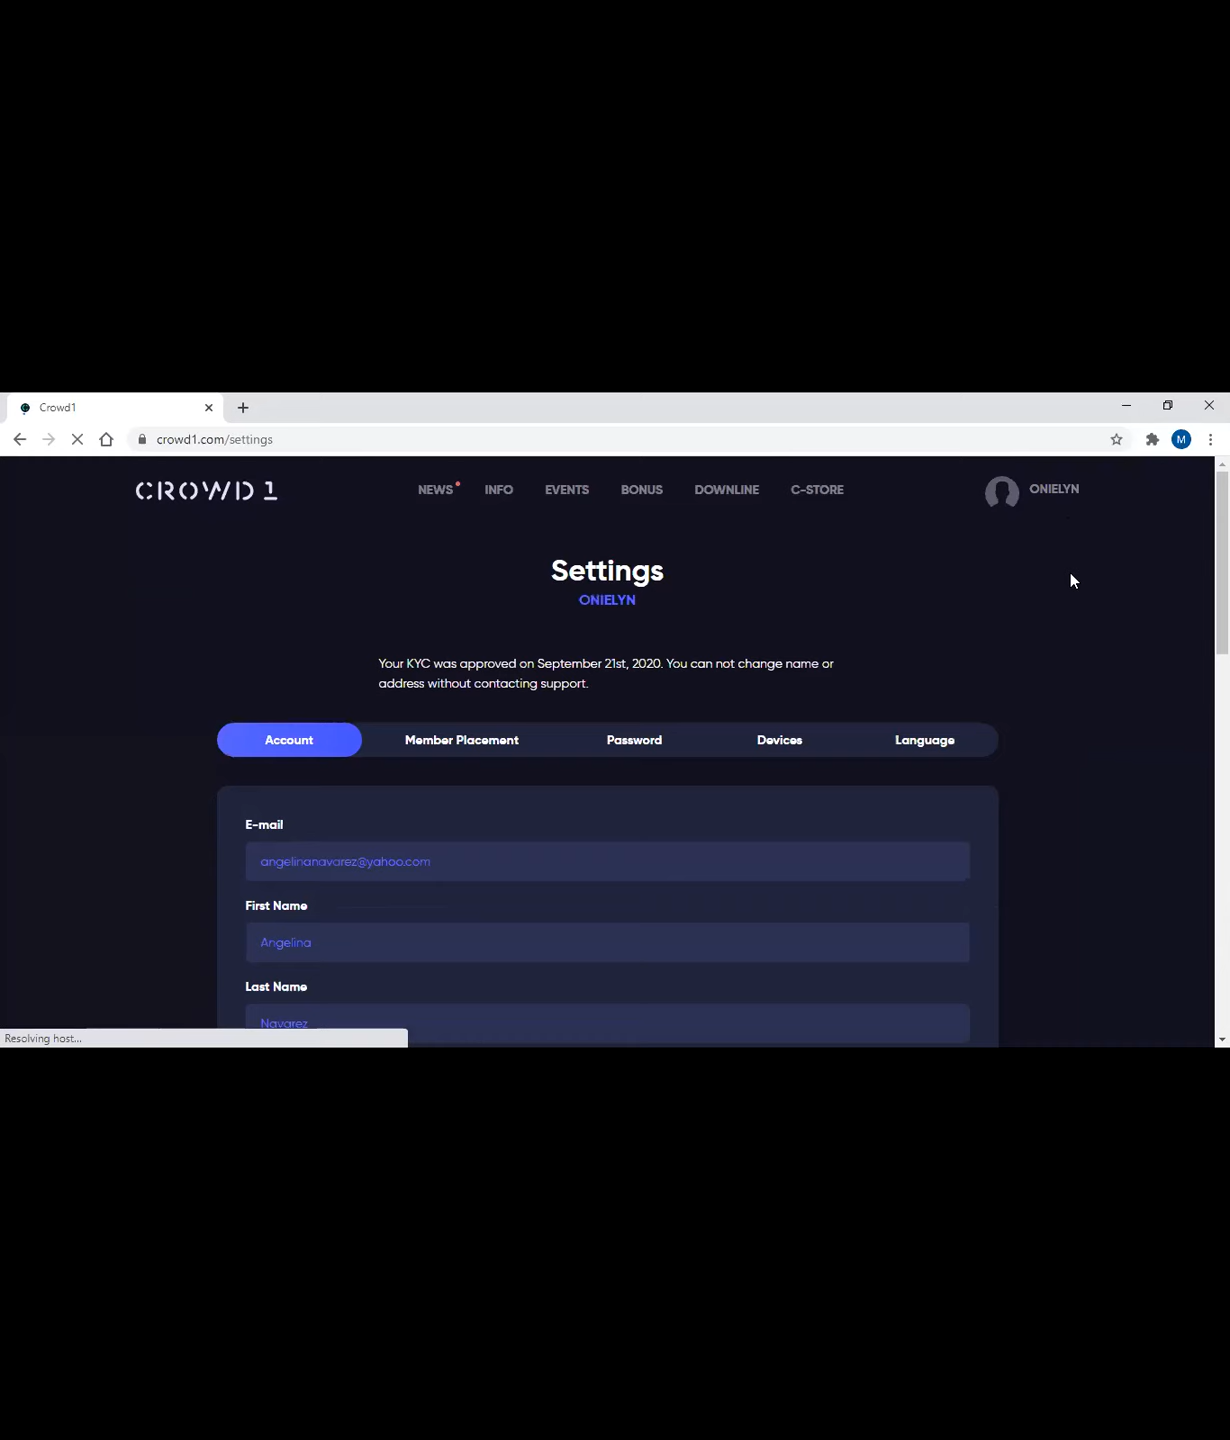 Crowd1
crowd1.com/settings
M
CROWD 1
NEWS INFO EVENTS BONUS DOWNLINE C-STORE ONIELYN
Settings
ONIELYN
Your KYC was approved on September 21st, 2020. You can not change name or
address without contacting support.
Account Member Placement Password Devices Language
E-mail
angelinanavarez@yahoo.com
First Name
Angelina
Last Name
Navarez
Resolving host...